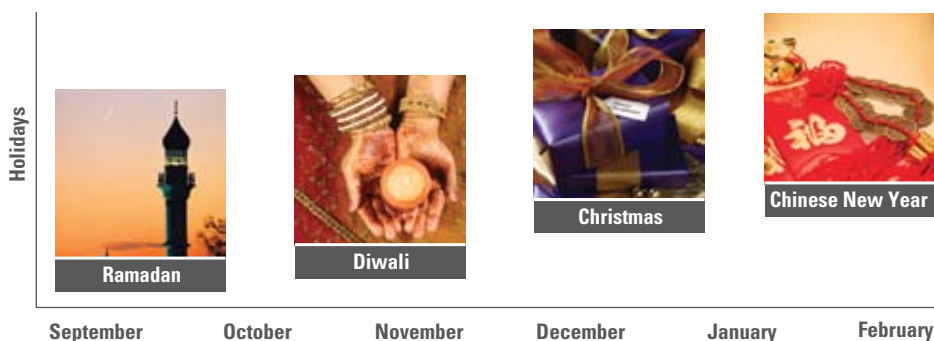 Holidays
Ramadan
Diwali
Christmas
Chinese New Year
福
September October November December January February